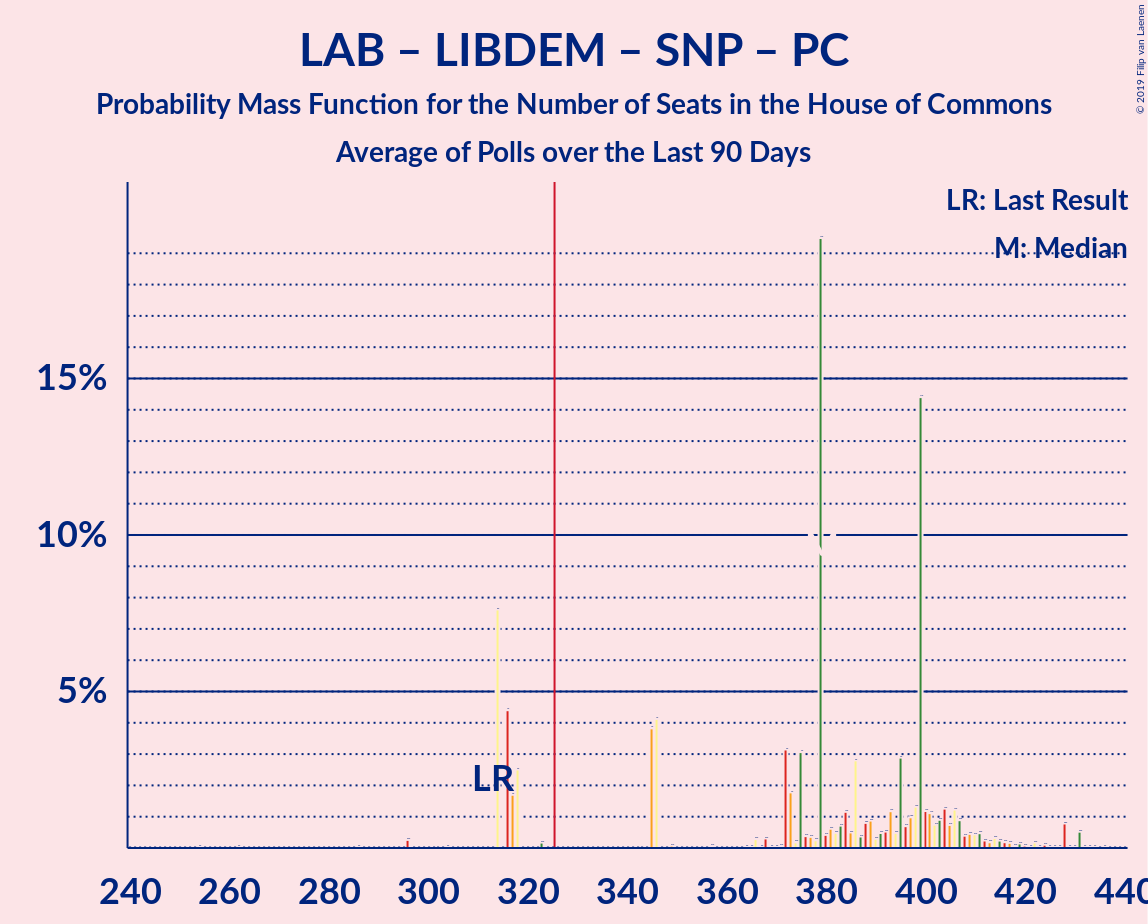 LAB – LIBDEM – SNP – PC
Probability Mass Function for the Number of Seats in the House of Commons
Average of Polls over the Last 90 Days
© 2019 Filip van Laenen
LR: Last Result
M: Median
15%
10%
5%
LR
240 260 280 300 320 340 360 380 400 420 440